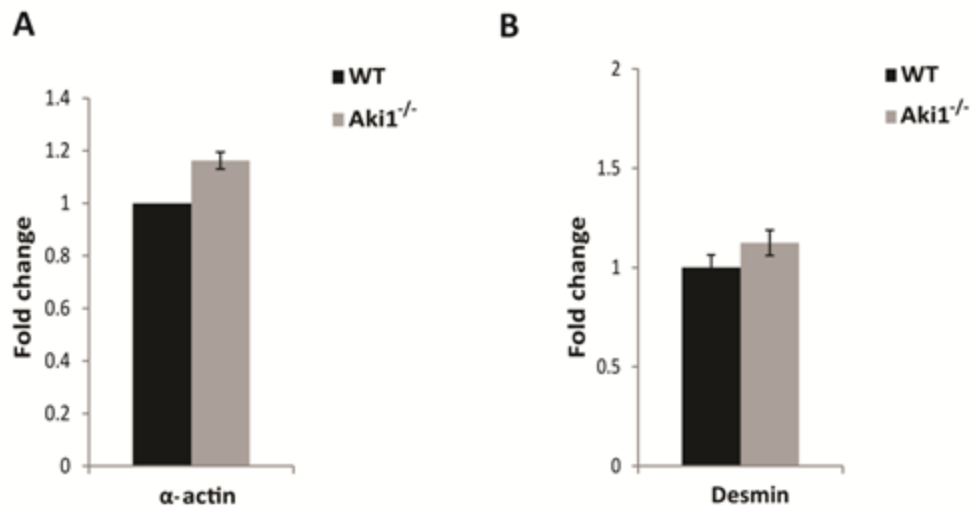 A
WT
Aki1-/-
1.4
1.2
1
0.8
0.6
0.4
0.2
0
Fold change
α-actin
B
WT
Aki1-/-
2
1.5
1
0.5
0
Fold change
Desmin